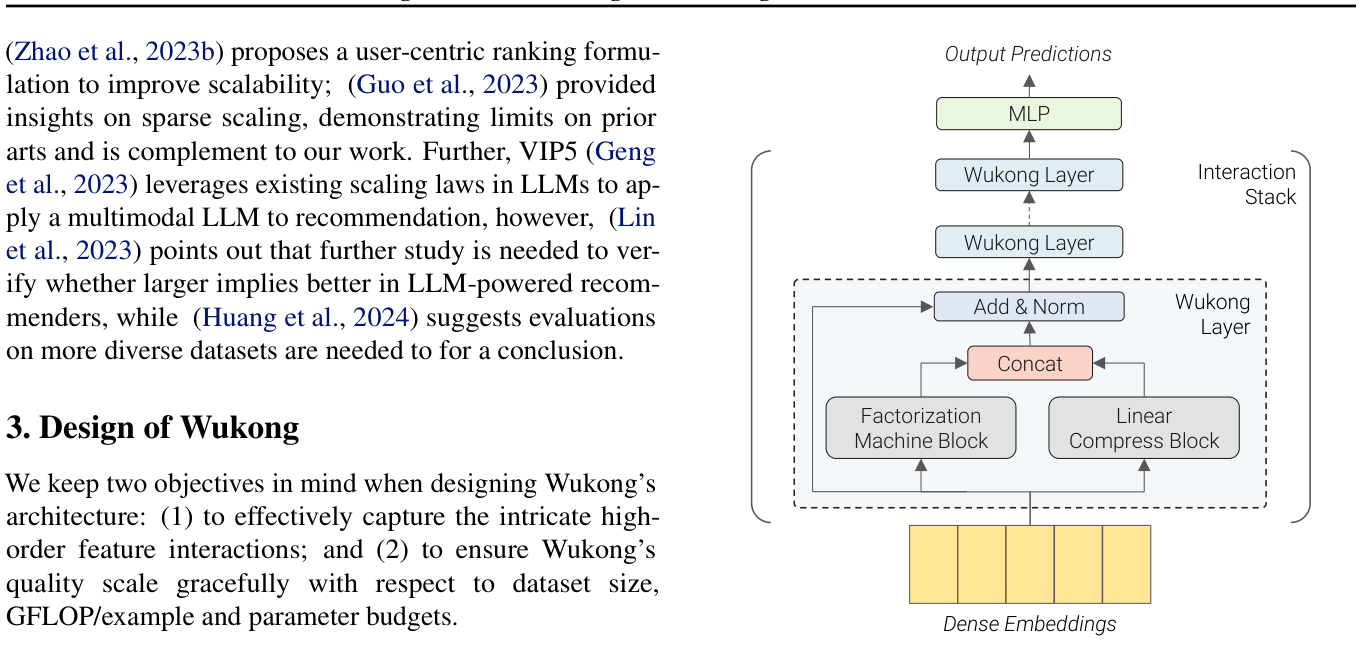 (Zhao et al., 2023b) proposes a user-centric ranking formu-
lation to improve scalability; (Guo et al., 2023) provided
insights on sparse scaling, demonstrating limits on prior
arts and is complement to our work. Further, VIP5 (Geng
et al., 2023) leverages existing scaling laws in LLMs to ap-
ply a multimodal LLM to recommendation, however, (Lin
et al., 2023) points out that further study is needed to ver-
ify whether larger implies better in LLM-powered recom-
menders, while (Huang et al., 2024) suggests evaluations
on more diverse datasets are needed to for a conclusion.
3. Design of Wukong
We keep two objectives in mind when designing Wukong's
architecture: (1) to effectively capture the intricate high-
order feature interactions; and (2) to ensure Wukong's
quality scale gracefully with respect to dataset size,
GFLOP/example and parameter budgets.
Output Predictions
MLP
Wukong Layer
Interaction
Stack
Wukong Layer
Add & Norm
Wukong
Layer
Concat
Factorization
Machine Block
Linear
Compress Block
Dense Embeddings